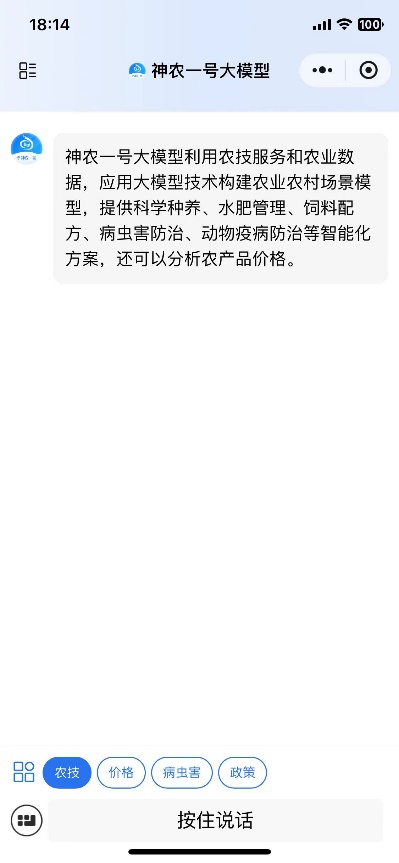 18:14
100
神农一号大模型
神农一号大模型利用农技服务和农业数
据，应用大模型技术构建农业农村场景模
型，提供科学种养、水肥管理、饲料配
方、病虫害防治、动物疫病防治等智能化
方案，还可以分析农产品价格。
农技
价格
病虫害
政策
按住说话